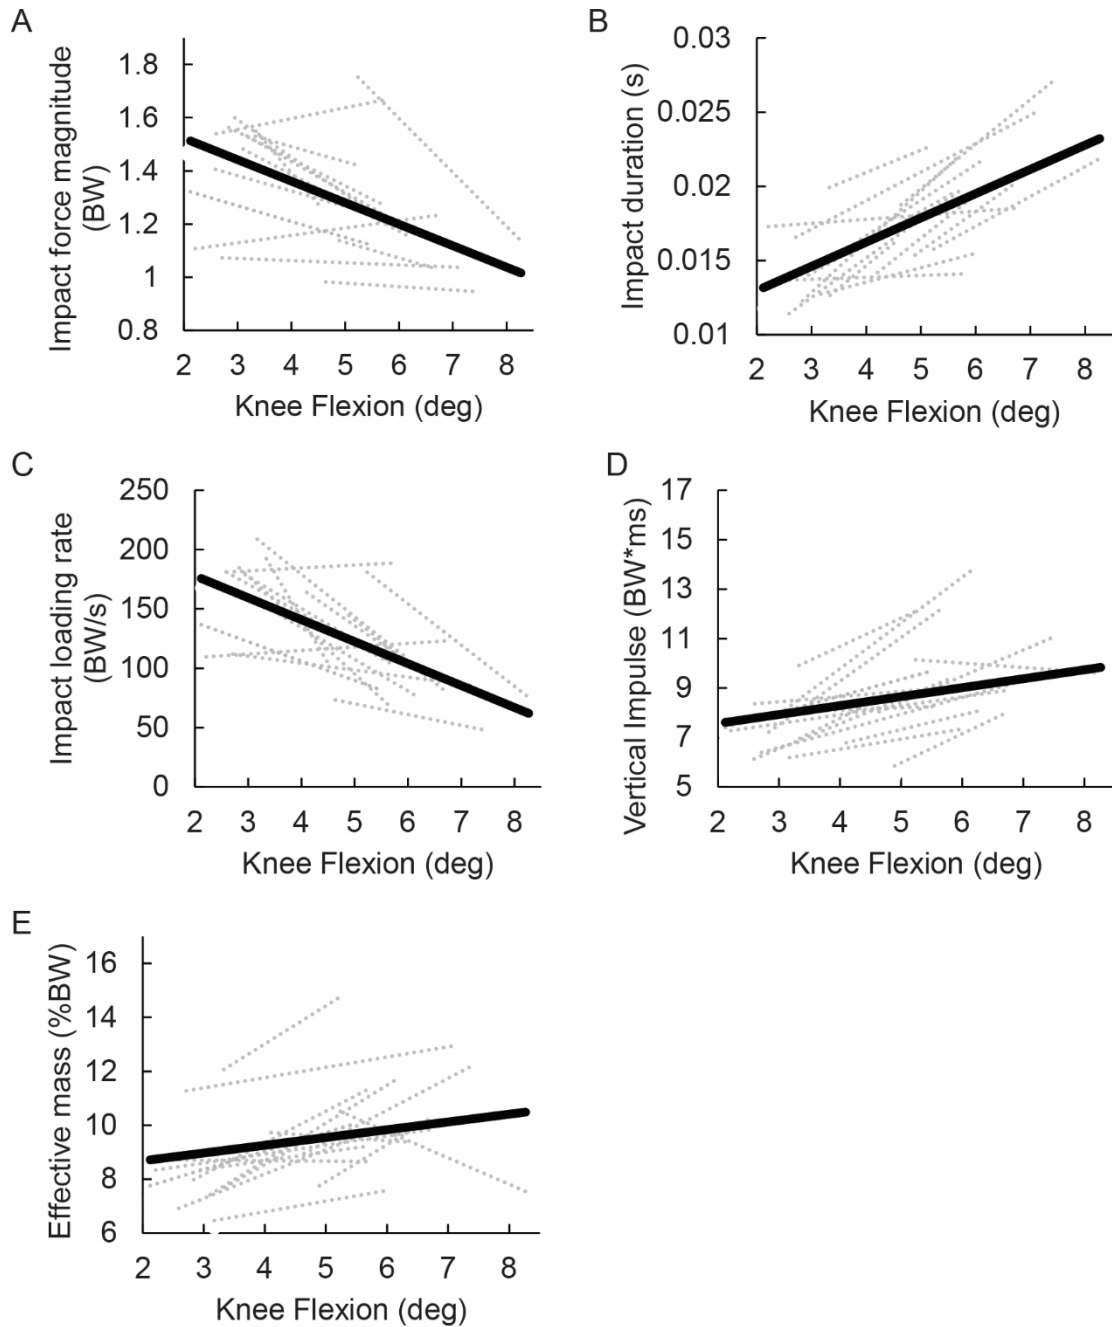 A
Impact force magnitude
(BW)
1.8
1.6
1.4
1.2
1
0.8
2 3 4 5 6 7 8
Knee Flexion (deg)
B
Impact duration (s)
0.03
0.025
0.02
0.015
0.01
2 3 4 5 6 7 8
Knee Flexion (deg)
C
Impact loading rate
(BW/s)
250
200
150
100
50
0
2 3 4 5 6 7 8
Knee Flexion (deg)
D
Vertical Impulse (BW*ms)
17
15
13
11
9
7
5
2 3 4 5 6 7 8
Knee Flexion (deg)
E
Effective mass (%BW)
16
14
12
10
8
6
2 3 4 5 6 7 8
Knee Flexion (deg)